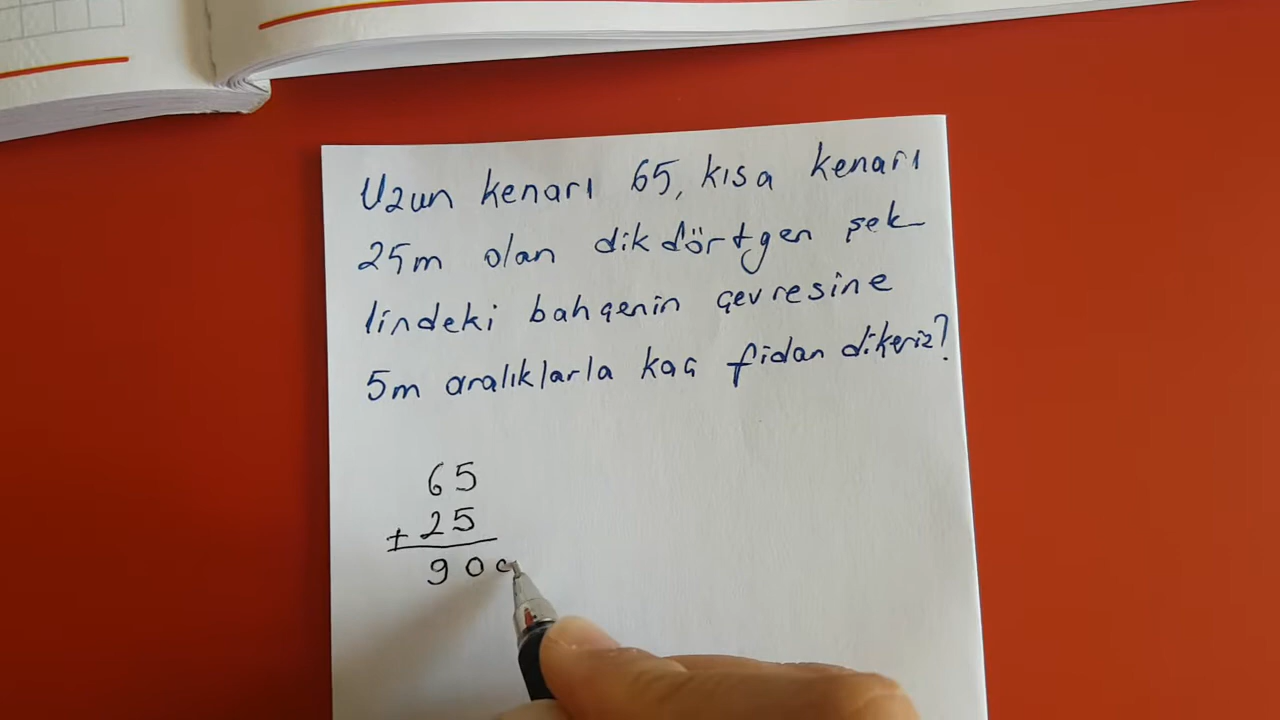 Uzun kenarı 65, kısa kenarı
25m olan dikdörtgen şek
lindeki bahçenin çevresine
5m aralıklarla kaç fidan dikeriz?
65
+ 25
90 c